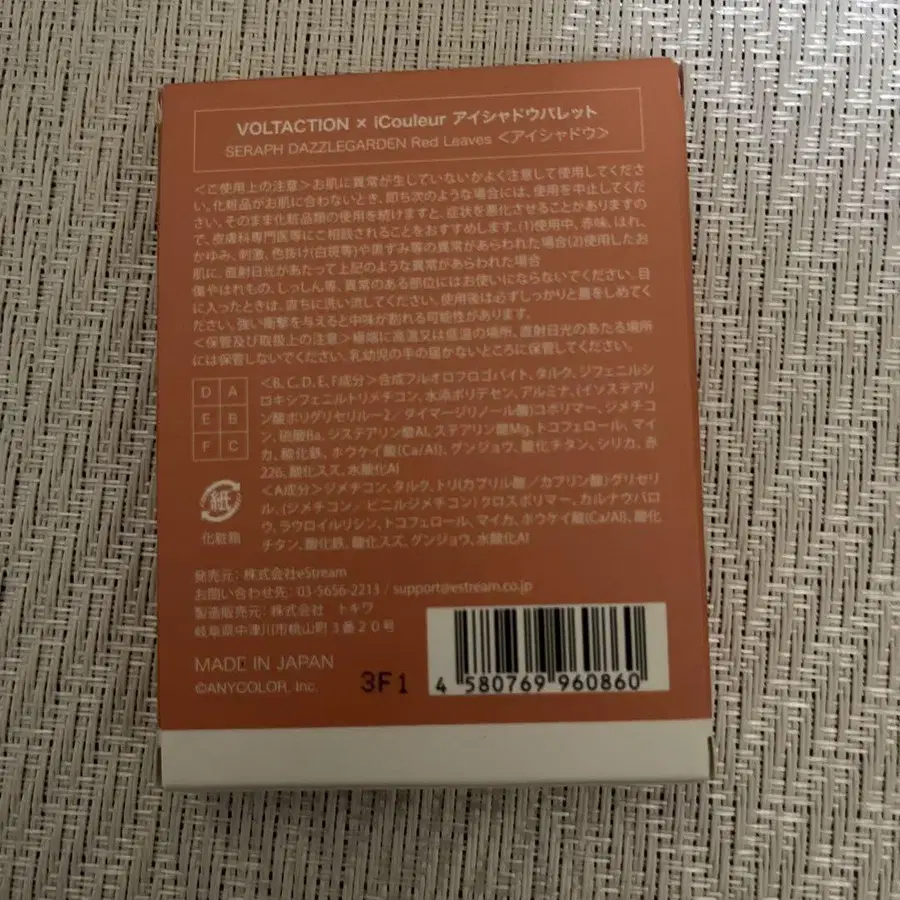 VOLTACTION × iCouleur アイシャドウパレット
SERAPH DAZZLEGARDEN Red Leaves <アイシャドウ>
<ご使用上の注意>お肌に異常が生じていないかよく注意して使用してくださ
い。化粧品がお肌に合わないとき、即ち次のような場合には、使用を中止してくだ
さい。そのまま化粧品類の使用を続けますと、症状を悪化させることがありますの
で、皮膚科専門医等にご相談されることをおすすめします。(1)使用中、赤味、はれ、
かゆみ、刺激、色抜け(白斑等)や黒ずみ等の異常があらわれた場合(2)使用したお
肌に、直射日光があたって上記のような異常があらわれた場合
傷やはれもの、しっしん等、異常のある部位にはお使いにならないでください。目
に入ったときは、直ちに洗い流してください。使用後は必ずしっかりと蓋をしめてく
ださい。強い衝撃を与えると中味が割れる可能性があります。
<保管及び取扱上の注意>極端に高温又は低温の場所、直射日光のあたる場所
には保管しないでください。乳幼児の手の届かないところに保管してください。
D A
E B
F C
<B、C、D、E、F成分>合成フルオロフロゴパイト、タルク、ジフェニルシ
ロキシフェニルトリメチコン、水添ポリデセン、アルミナ、(イソステアリ
ン酸ポリグリセリル-2/ダイマージリノール酸)コポリマー、ジメチコ
ン、硫酸Ba、ジステアリン酸Al、ステアリン酸Mg、トコフェロール、マイ
カ、酸化鉄、ホウケイ酸(Ca/Al)、グンジョウ、酸化チタン、シリカ、赤
226、酸化スズ、水酸化Al
<A成分>ジメチコン、タルク、トリ(カプリル酸/カプリン酸)グリセリ
ル、(ジメチコン/ビニルジメチコン)クロスポリマー、カルナウバロ
ウ、ラウロイルリシン、トコフェロール、マイカ、ホウケイ酸(Ca/Al)、酸化
チタン、酸化鉄、酸化スズ、グンジョウ、水酸化Al
紙
化粧箱
発売元:株式会社eStream
お問い合わせ先:03-5656-2213 / support@estream.co.jp
製造販売元:株式会社 トキワ
岐阜県中津川市桃山町3番20号
MADE IN JAPAN
©ANYCOLOR, Inc.
3F1
4 580769 960860